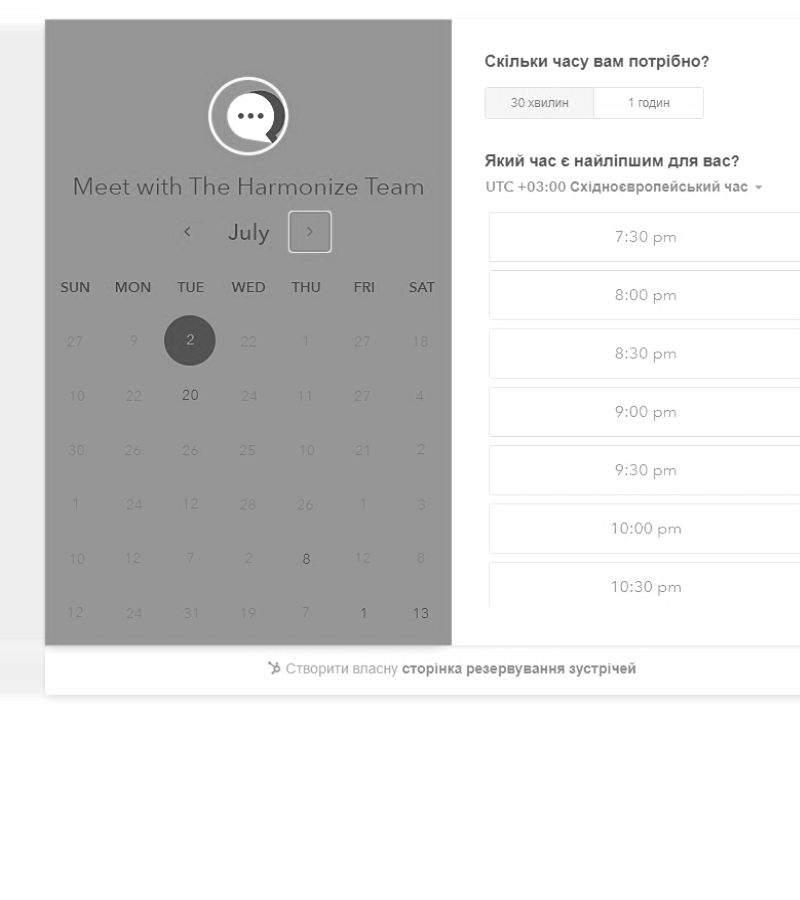 Meet with The Harmonize Team
July
SUN MON TUE WED THU FRI SAT
27 9 2 22 1 27 18
10 22 20 24 11 27 4
30 26 26 25 10 21 2
1 24 12 28 26 1 3
10 12 7 2 8 12 8
12 24 31 19 7 1 13
Скільки часу вам потрібно?
30 хвилин 1 годин
Який час є найліпшим для вас?
UTC +03:00 Східноєвропейський час
7:30 pm
8:00 pm
8:30 pm
9:00 pm
9:30 pm
10:00 pm
10:30 pm
Створити власну сторінка резервування зустрічей